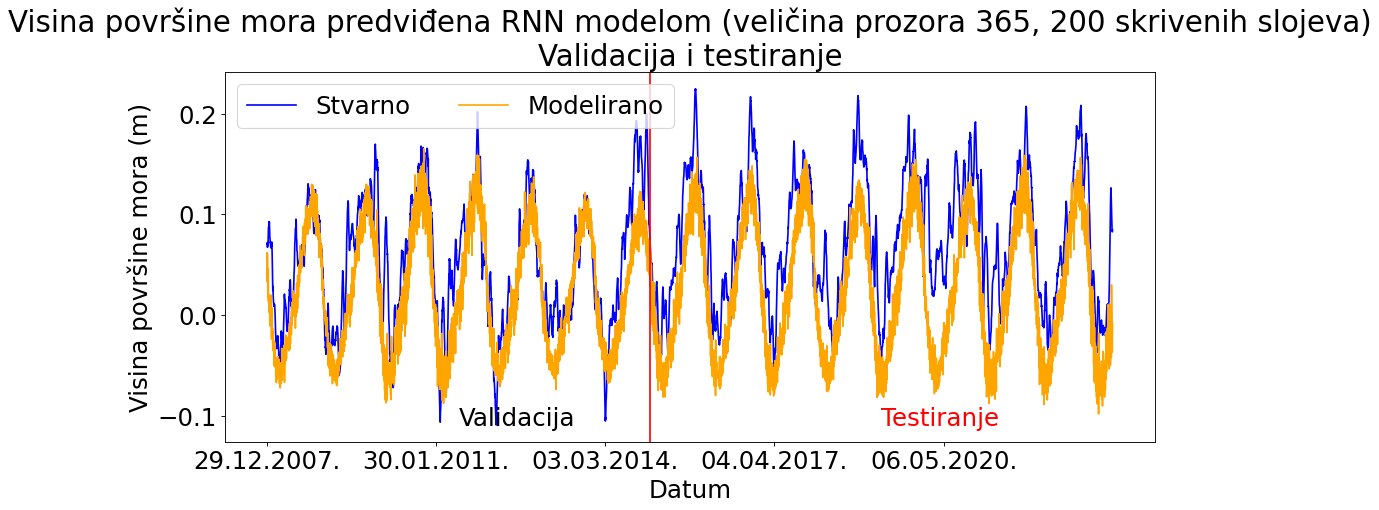 Visina površine mora predviđena RNN modelom (veličina prozora 365, 200 skrivenih slojeva)
Validacija i testiranje
Stvarno
Modelirano
Visina površine mora (m)
0.2
0.1
0.0
−0.1
Validacija
Testiranje
29.12.2007.
30.01.2011.
03.03.2014.
04.04.2017.
06.05.2020.
Datum